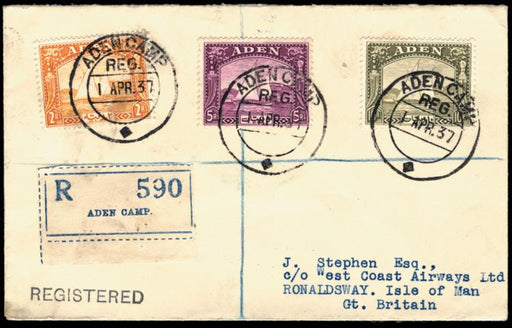 ADEN
ADEN
ADEN
ADEN CAMP
REG.
1 APR.37
ADEN CAMP
REG.
1 APR.37
ADEN CAMP
REG.
APR.37
R 590
ADEN CAMP.
REGISTERED
J. Stephen Esq.,
c/o West Coast Airways Ltd
RONALDSWAY. Isle of Man
Gt. Britain